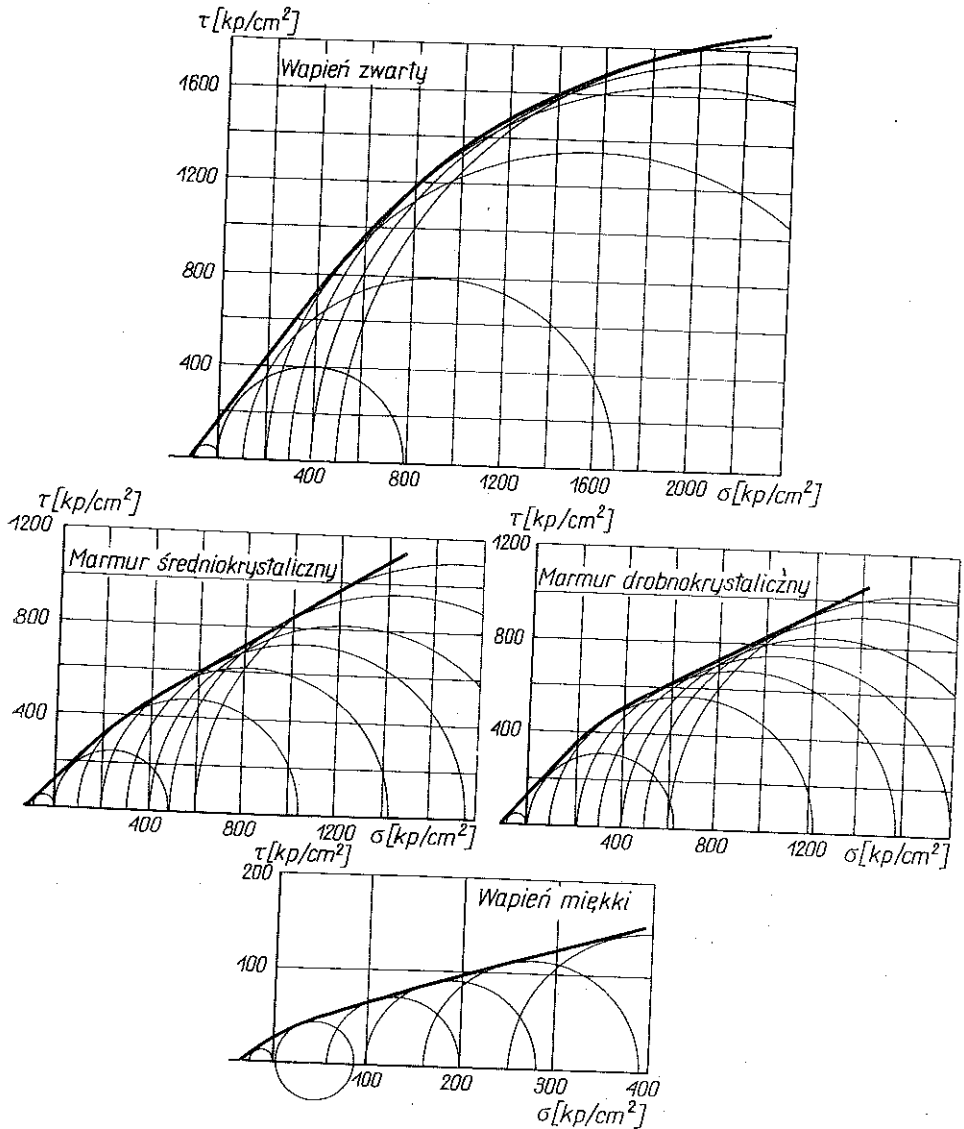 τ [kp/cm²]
Wapień zwarty
1600
1200
800
400
400 800 1200 1600 2000 σ[kp/cm²]
τ[kp/cm²]
1200
Marmur średniokrystaliczny
800
400
400 800 1200 σ[kp/cm²]
τ[kp/cm²]
1200
Marmur drobnokrystaliczny
800
400
400 800 1200 σ[kp/cm²]
τ[kp/cm²]
200
Wapień miękki
100
100 200 300 400
σ[kp/cm²]